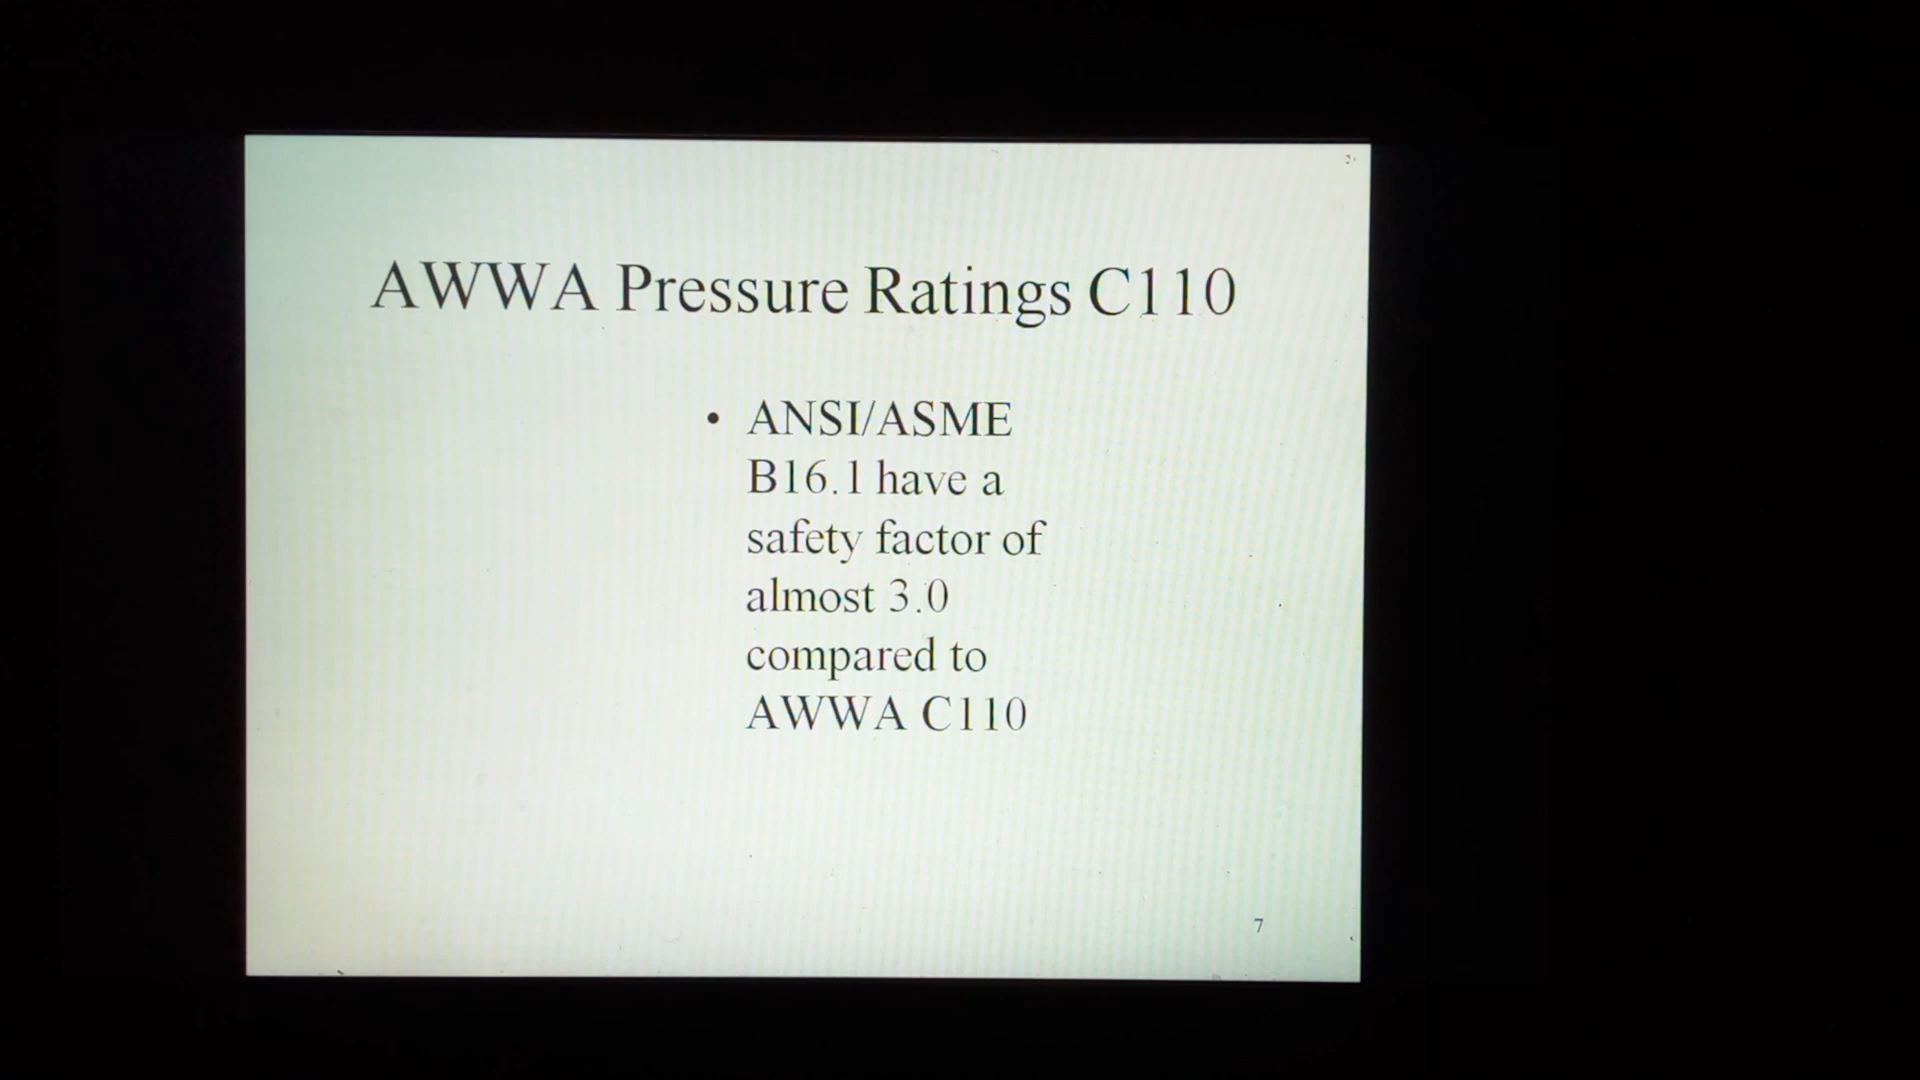 AWWA Pressure Ratings C110
• ANSI/ASME
B16.1 have a
safety factor of
almost 3.0
compared to
AWWA C110
7